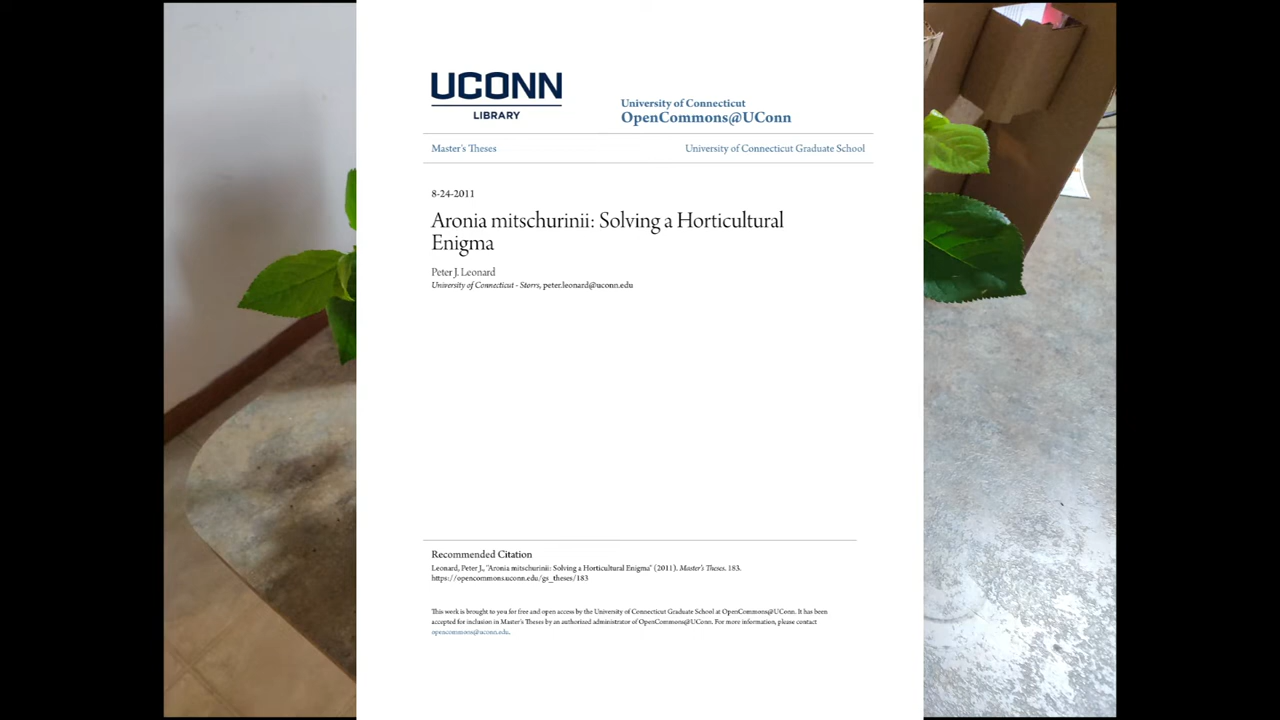 UCONN
LIBRARY
University of Connecticut
OpenCommons@UConn
Master's Theses
University of Connecticut Graduate School
8-24-2011
Aronia mitschurinii: Solving a Horticultural
Enigma
Peter J. Leonard
University of Connecticut - Storrs, peter.leonard@uconn.edu
Recommended Citation
Leonard, Peter J., "Aronia mitschurinii: Solving a Horticultural Enigma" (2011). Master's Theses. 183.
https://opencommons.uconn.edu/gs_theses/183
This work is brought to you for free and open access by the University of Connecticut Graduate School at OpenCommons@UConn. It has been
accepted for inclusion in Master's Theses by an authorized administrator of OpenCommons@UConn. For more information, please contact
opencommons@uconn.edu.